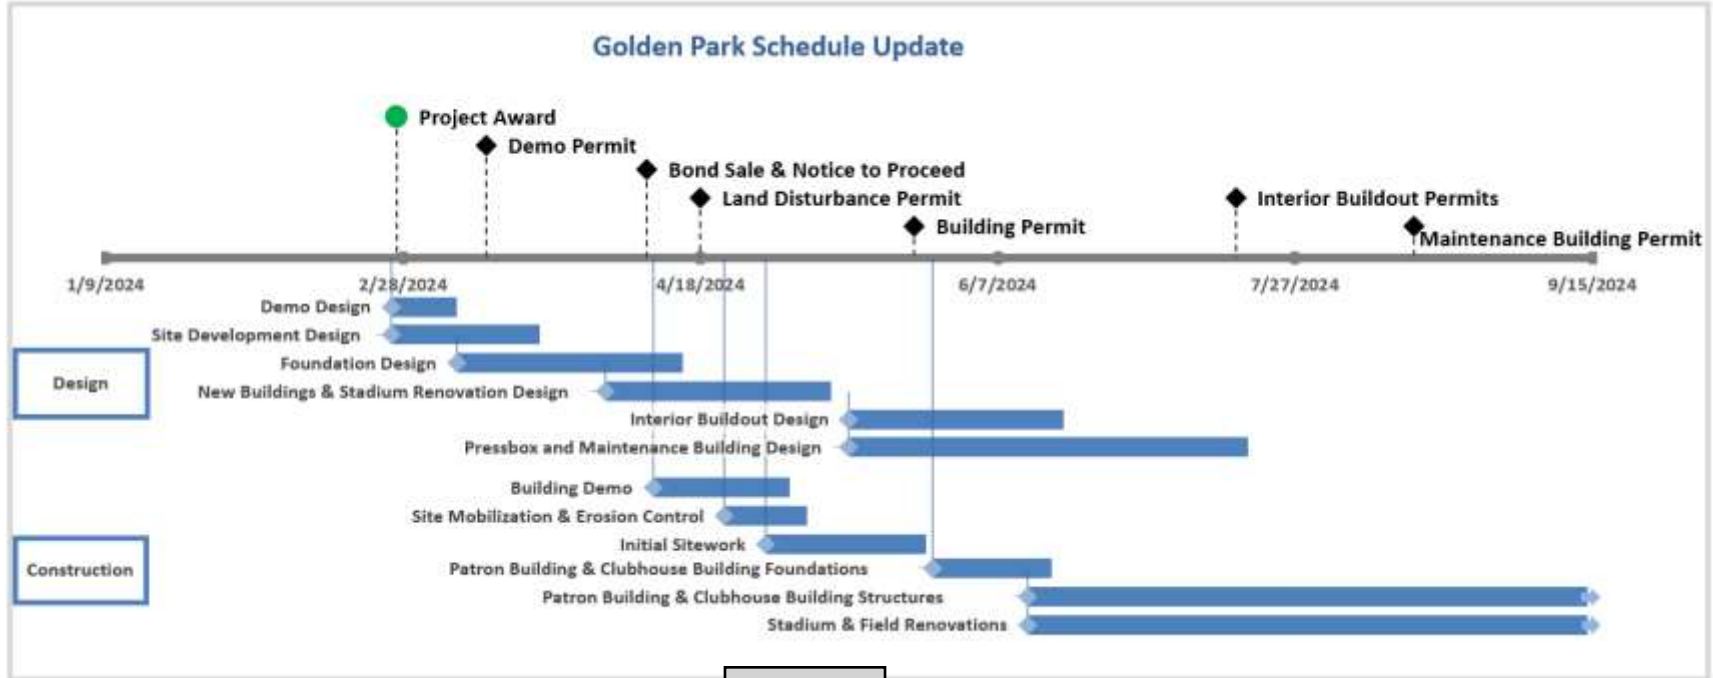 Golden Park Schedule Update
Project Award
Demo Permit
Bond Sale & Notice to Proceed
Land Disturbance Permit
Interior Buildout Permits
Building Permit
Maintenance Building Permit
1/9/2024
2/28/2024
4/18/2024
6/7/2024
7/27/2024
9/15/2024
Demo Design
Site Development Design
Foundation Design
Design
New Buildings & Stadium Renovation Design
Interior Buildout Design
Pressbox and Maintenance Building Design
Building Demo
Site Mobilization & Erosion Control
Initial Sitework
Construction
Patron Building & Clubhouse Building Foundations
Patron Building & Clubhouse Building Structures
Stadium & Field Renovations